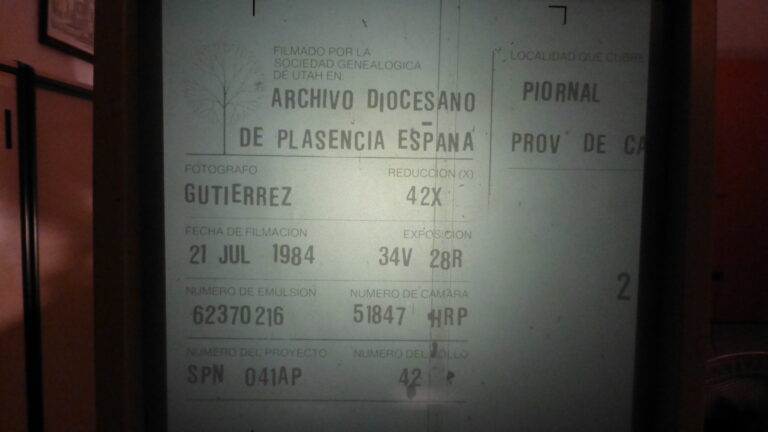 FILMADO POR LA
SOCIEDAD GENEALOGICA
DE UTAH EN:
ARCHIVO DIOCESANO
DE PLASENCIA ESPANA
FOTOGRAFO
REDUCCION (X)
GUTIERREZ
42X
FECHA DE FILMACION
EXPOSICION
21 JUL 1984
34V 28R
NUMERO DE EMULSION
NUMERO DE CAMARA
62370216
51847 HRP
NUMERO DEL PROYECTO
NUMERO DEL ROLLO
SPN 041AP
42
LOCALIDAD QUE CUBRE
PIORNAL
PROV DE CA
2